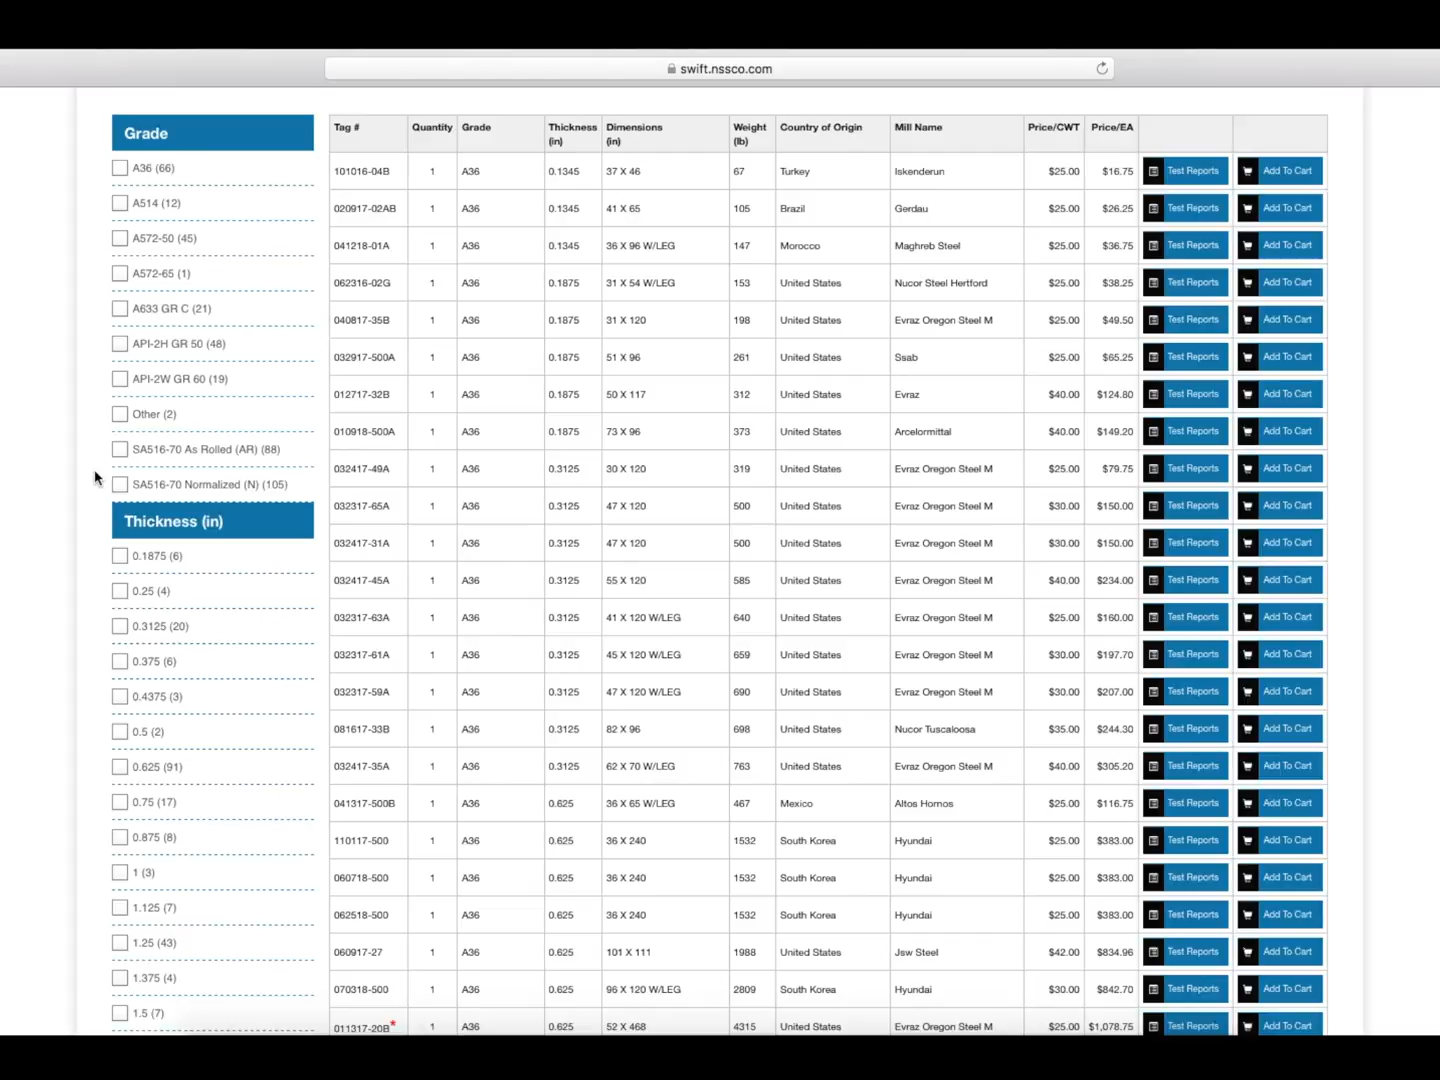 swift.nssco.com
Grade
A36 (66)
A514 (12)
A572-50 (45)
A572-65 (1)
A633 GR C (21)
API-2H GR 50 (48)
API-2W GR 60 (19)
Other (2)
SA516-70 As Rolled (AR) (88)
SA516-70 Normalized (N) (105)
Thickness (in)
0.1875 (6)
0.25 (4)
0.3125 (20)
0.375 (6)
0.4375 (3)
0.5 (2)
0.625 (91)
0.75 (17)
0.875 (8)
1 (3)
1.125 (7)
1.25 (43)
1.375 (4)
1.5 (7)
Tag # Quantity Grade Thickness (in) Dimensions (in) Weight (lb) Country of Origin Mill Name Price/CWT Price/EA
101016-04B 1 A36 0.1345 37 X 46 67 Turkey Iskenderun $25.00 $16.75 Test Reports Add To Cart
020917-02AB 1 A36 0.1345 41 X 65 105 Brazil Gerdau $25.00 $26.25 Test Reports Add To Cart
041218-01A 1 A36 0.1345 36 X 96 W/LEG 147 Morocco Maghreb Steel $25.00 $36.75 Test Reports Add To Cart
062316-02G 1 A36 0.1875 31 X 54 W/LEG 153 United States Nucor Steel Hertford $25.00 $38.25 Test Reports Add To Cart
040817-35B 1 A36 0.1875 31 X 120 198 United States Evraz Oregon Steel M $25.00 $49.50 Test Reports Add To Cart
032917-500A 1 A36 0.1875 51 X 96 261 United States Ssab $25.00 $65.25 Test Reports Add To Cart
012717-32B 1 A36 0.1875 50 X 117 312 United States Evraz $40.00 $124.80 Test Reports Add To Cart
010918-500A 1 A36 0.1875 73 X 96 373 United States Arcelormittal $40.00 $149.20 Test Reports Add To Cart
032417-49A 1 A36 0.3125 30 X 120 319 United States Evraz Oregon Steel M $25.00 $79.75 Test Reports Add To Cart
032317-65A 1 A36 0.3125 47 X 120 500 United States Evraz Oregon Steel M $30.00 $150.00 Test Reports Add To Cart
032417-31A 1 A36 0.3125 47 X 120 500 United States Evraz Oregon Steel M $30.00 $150.00 Test Reports Add To Cart
032417-45A 1 A36 0.3125 55 X 120 585 United States Evraz Oregon Steel M $40.00 $234.00 Test Reports Add To Cart
032317-63A 1 A36 0.3125 41 X 120 W/LEG 640 United States Evraz Oregon Steel M $25.00 $160.00 Test Reports Add To Cart
032317-61A 1 A36 0.3125 45 X 120 W/LEG 659 United States Evraz Oregon Steel M $30.00 $197.70 Test Reports Add To Cart
032317-59A 1 A36 0.3125 47 X 120 W/LEG 690 United States Evraz Oregon Steel M $30.00 $207.00 Test Reports Add To Cart
081617-33B 1 A36 0.3125 82 X 96 698 United States Nucor Tuscaloosa $35.00 $244.30 Test Reports Add To Cart
032417-35A 1 A36 0.3125 62 X 70 W/LEG 763 United States Evraz Oregon Steel M $40.00 $305.20 Test Reports Add To Cart
041317-500B 1 A36 0.625 36 X 65 W/LEG 467 Mexico Altos Hornos $25.00 $116.75 Test Reports Add To Cart
110117-500 1 A36 0.625 36 X 240 1532 South Korea Hyundai $25.00 $383.00 Test Reports Add To Cart
060718-500 1 A36 0.625 36 X 240 1532 South Korea Hyundai $25.00 $383.00 Test Reports Add To Cart
062518-500 1 A36 0.625 36 X 240 1532 South Korea Hyundai $25.00 $383.00 Test Reports Add To Cart
060917-27 1 A36 0.625 101 X 111 1988 United States Jsw Steel $42.00 $834.96 Test Reports Add To Cart
070318-500 1 A36 0.625 96 X 120 W/LEG 2809 South Korea Hyundai $30.00 $842.70 Test Reports Add To Cart
011317-20B* 1 A36 0.625 52 X 468 4315 United States Evraz Oregon Steel M $25.00 $1,078.75 Test Reports Add To Cart